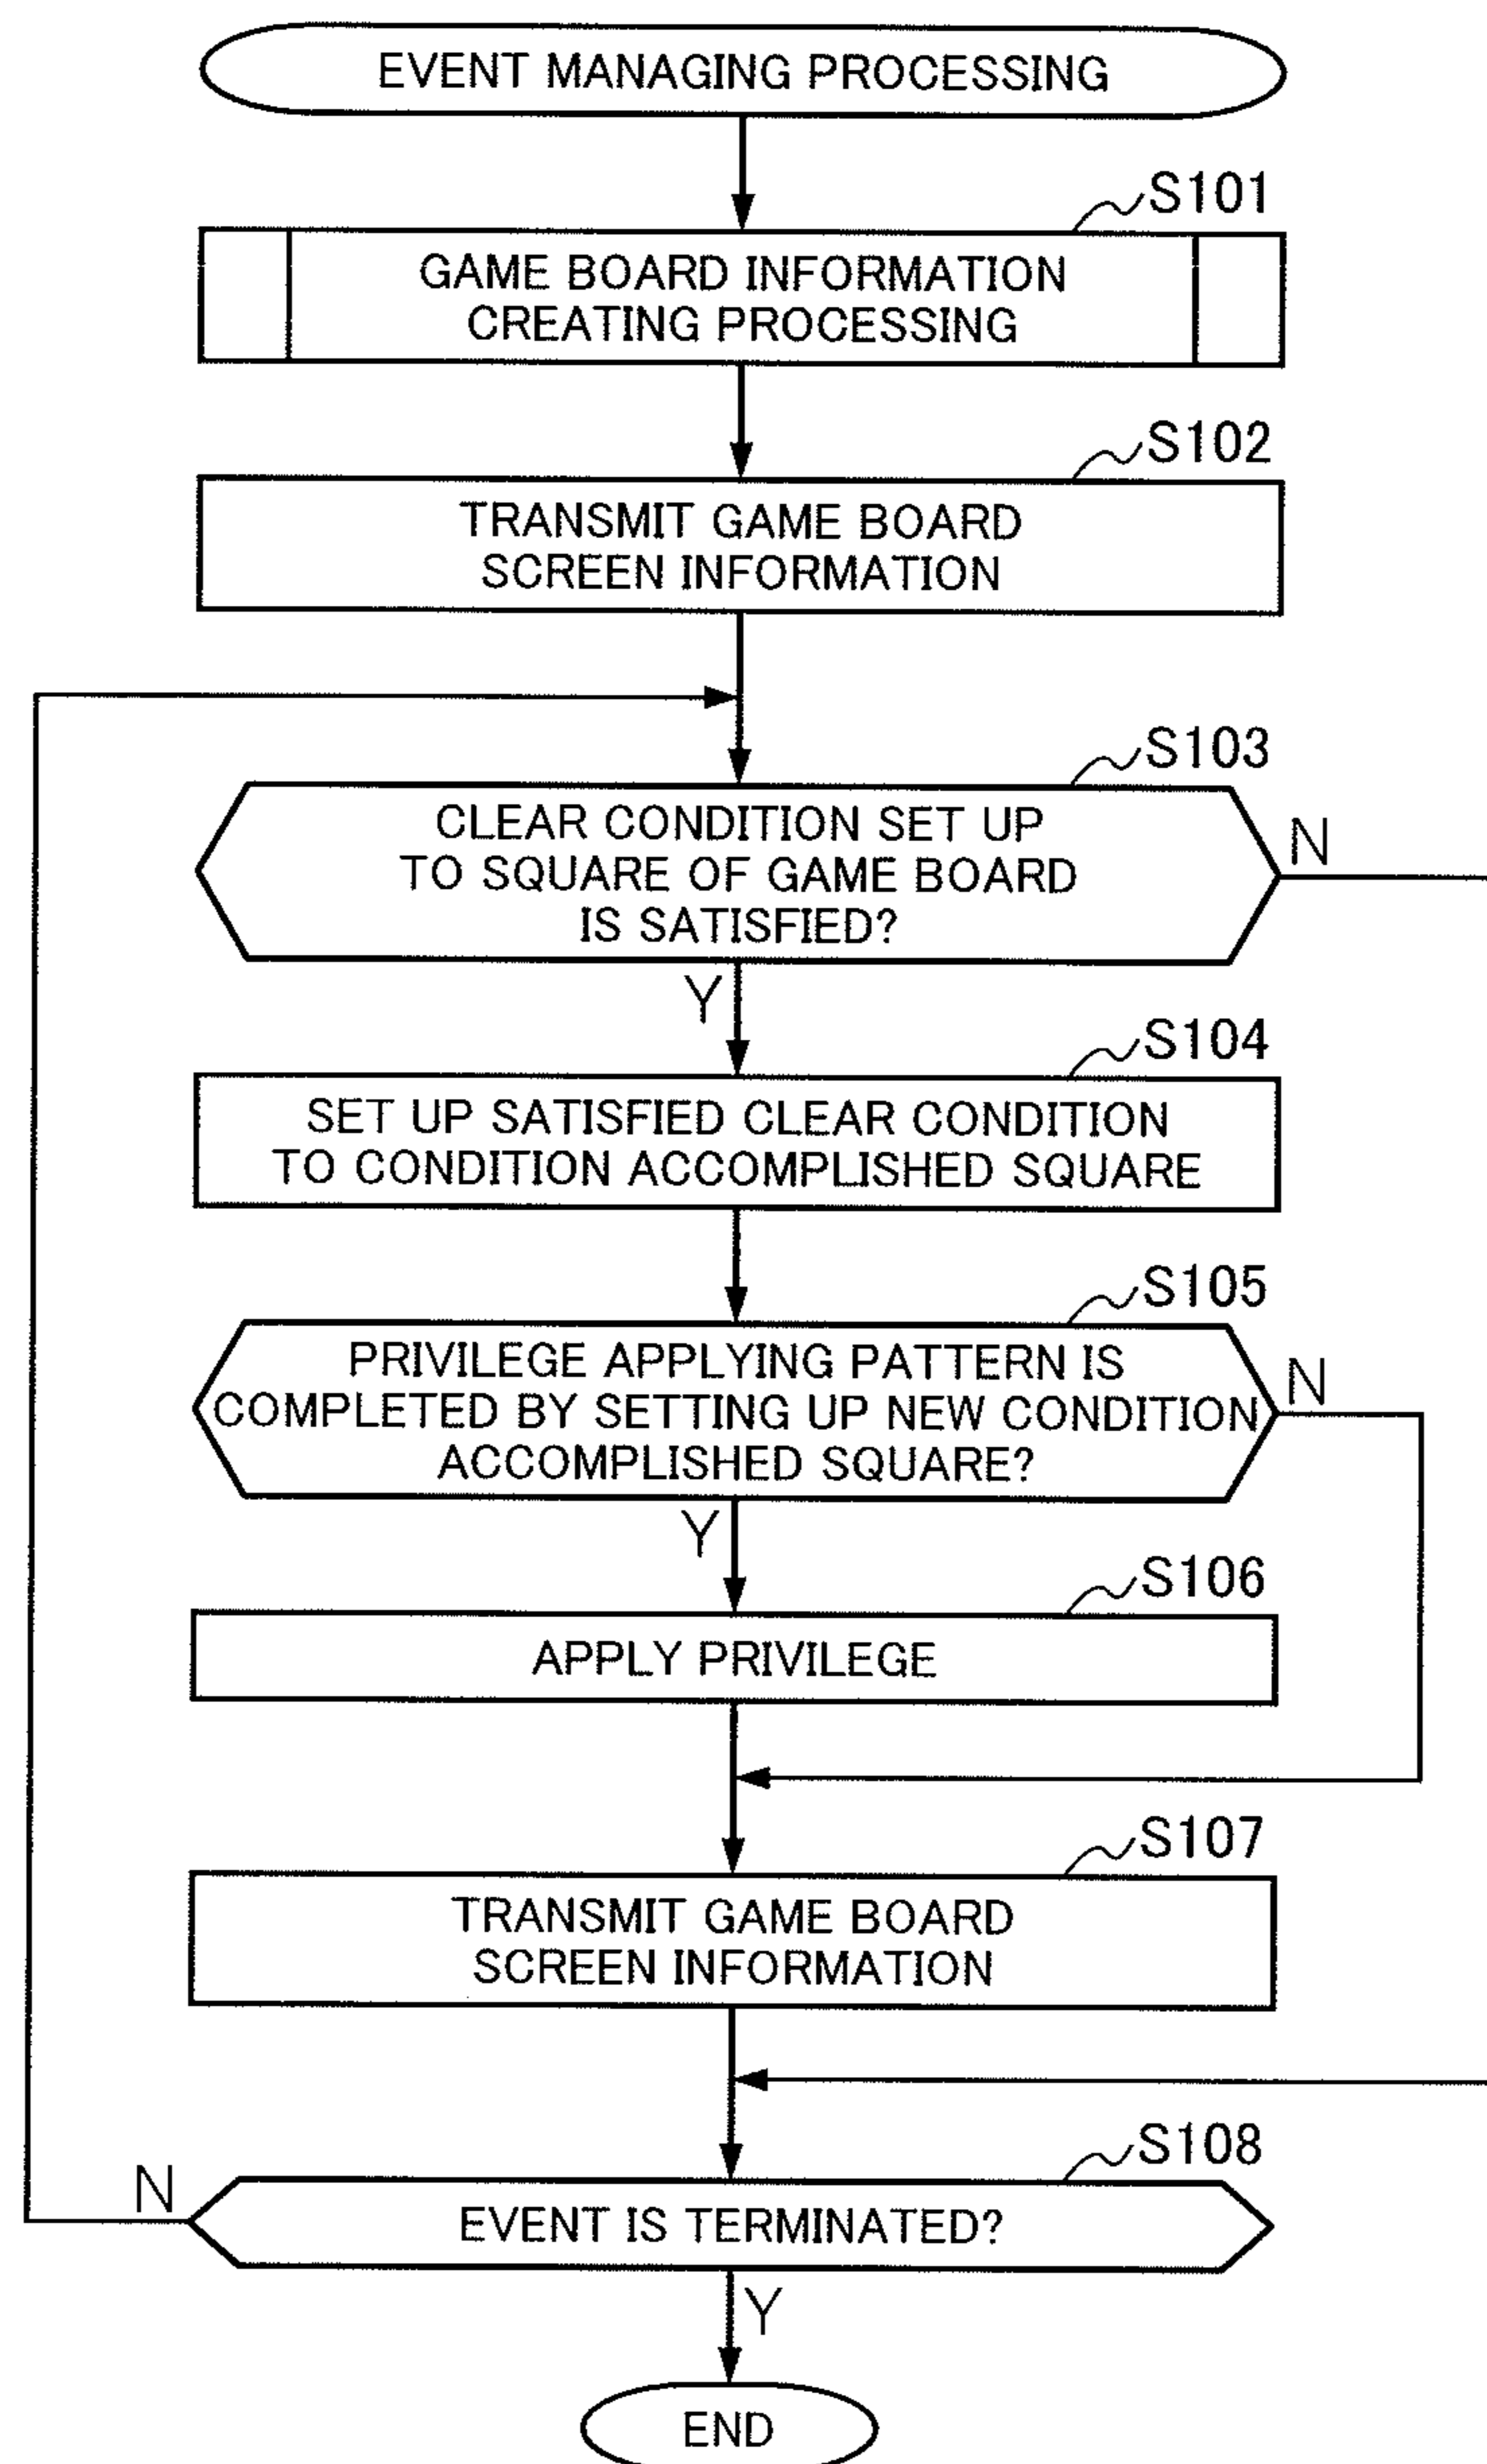 EVENT MANAGING PROCESSING
S101
GAME BOARD INFORMATION
CREATING PROCESSING
S102
TRANSMIT GAME BOARD
SCREEN INFORMATION
S103
CLEAR CONDITION SET UP
TO SQUARE OF GAME BOARD
IS SATISFIED?
N
Y
S104
SET UP SATISFIED CLEAR CONDITION
TO CONDITION ACCOMPLISHED SQUARE
S105
PRIVILEGE APPLYING PATTERN IS
COMPLETED BY SETTING UP NEW CONDITION
ACCOMPLISHED SQUARE?
N
Y
S106
APPLY PRIVILEGE
S107
TRANSMIT GAME BOARD
SCREEN INFORMATION
S108
N
EVENT IS TERMINATED?
Y
END